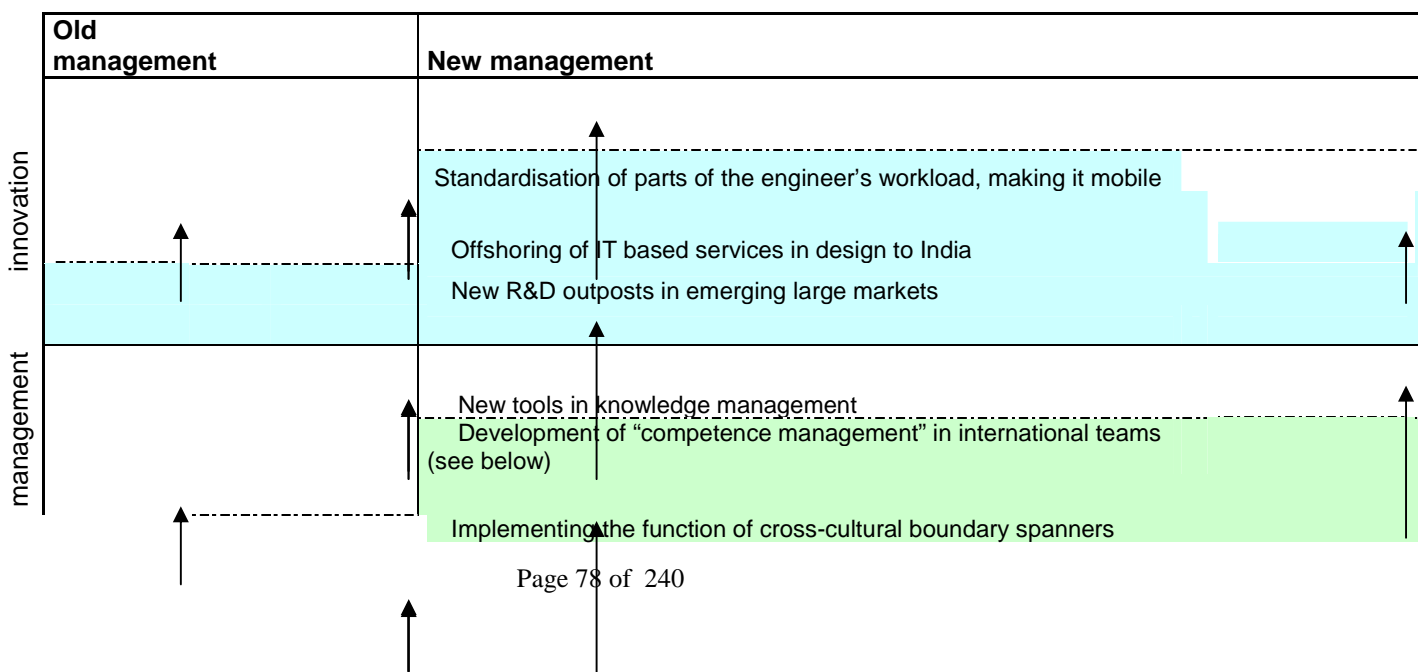 Old
management
New management
innovation
Standardisation of parts of the engineer’s workload, making it mobile
Offshoring of IT based services in design to India
New R&D outposts in emerging large markets
management
New tools in knowledge management
Development of “competence management” in international teams
(see below)
Implementing the function of cross-cultural boundary spanners
Page 78 of 240